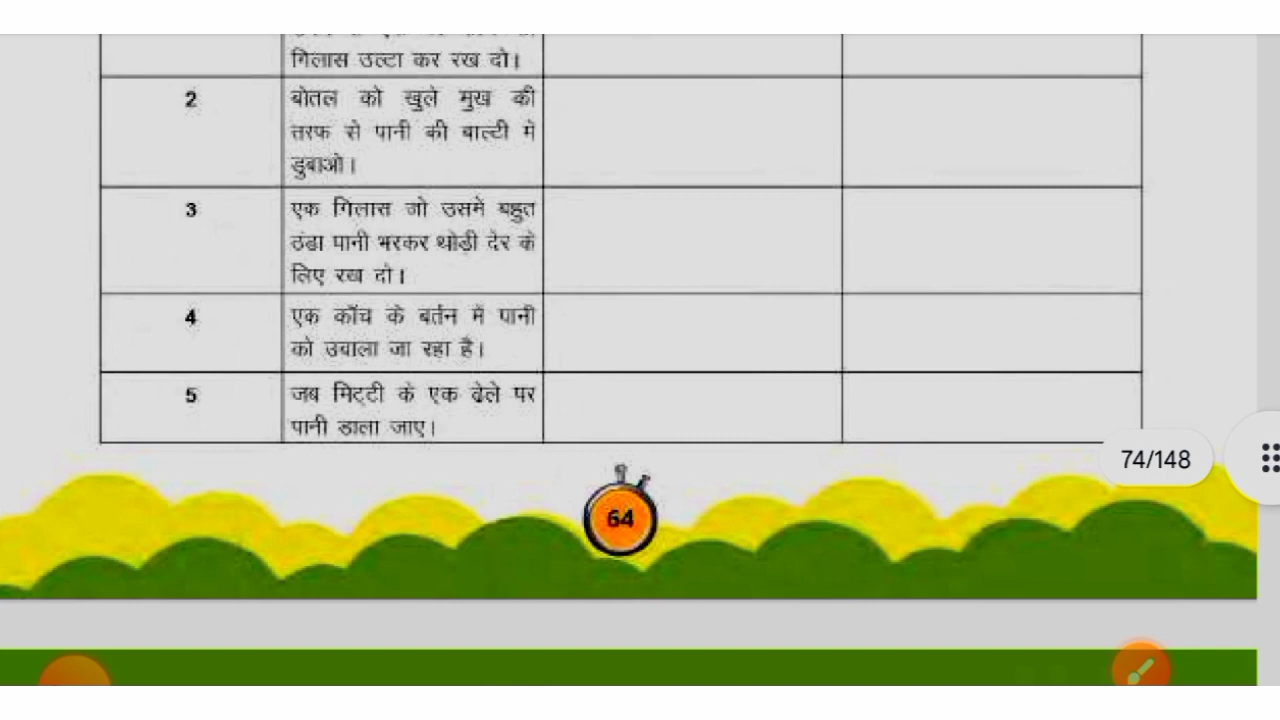 गिलास उल्टा कर रख दो।
2
बोतल को खुले मुख की
तरफ से पानी की बाल्टी में
डुबाओ।
3
एक गिलास जो उसमें बहुत
ठंडा पानी भरकर थोड़ी देर के
लिए रख दो।
4
एक काँच के बर्तन में पानी
को उबाला जा रहा है।
5
जब मिट्टी के एक ढेले पर
पानी डाला जाए।
74/148
64